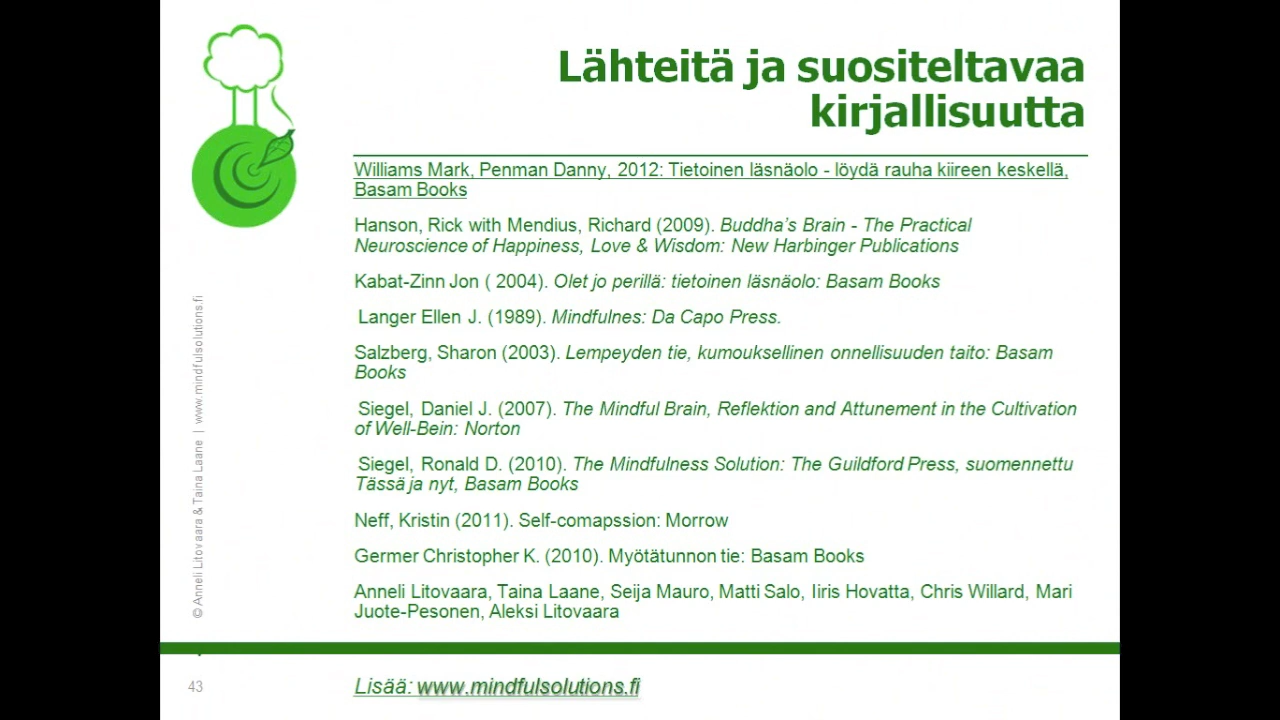 Lähteitä ja suositeltavaa
kirjallisuutta
Williams Mark, Penman Danny, 2012: Tietoinen läsnäolo - löydä rauha kiireen keskellä,
Basam Books
Hanson, Rick with Mendius, Richard (2009). Buddha’s Brain - The Practical
Neuroscience of Happiness, Love & Wisdom: New Harbinger Publications
Kabat-Zinn Jon ( 2004). Olet jo perillä: tietoinen läsnäolo: Basam Books
Langer Ellen J. (1989). Mindfulnes: Da Capo Press.
Salzberg, Sharon (2003). Lempeyden tie, kumouksellinen onnellisuuden taito: Basam
Books
Siegel, Daniel J. (2007). The Mindful Brain, Reflektion and Attunement in the Cultivation
of Well-Bein: Norton
Siegel, Ronald D. (2010). The Mindfulness Solution: The Guildford Press, suomennettu
Tässä ja nyt, Basam Books
Neff, Kristin (2011). Self-comapssion: Morrow
Germer Christopher K. (2010). Myötätunnon tie: Basam Books
Anneli Litovaara, Taina Laane, Seija Mauro, Matti Salo, Iiris Hovatta, Chris Willard, Mari
Juote-Pesonen, Aleksi Litovaara
© Anneli Litovaara & Taina Laane | www.mindfulsolutions.fi
43
Lisää: www.mindfulsolutions.fi